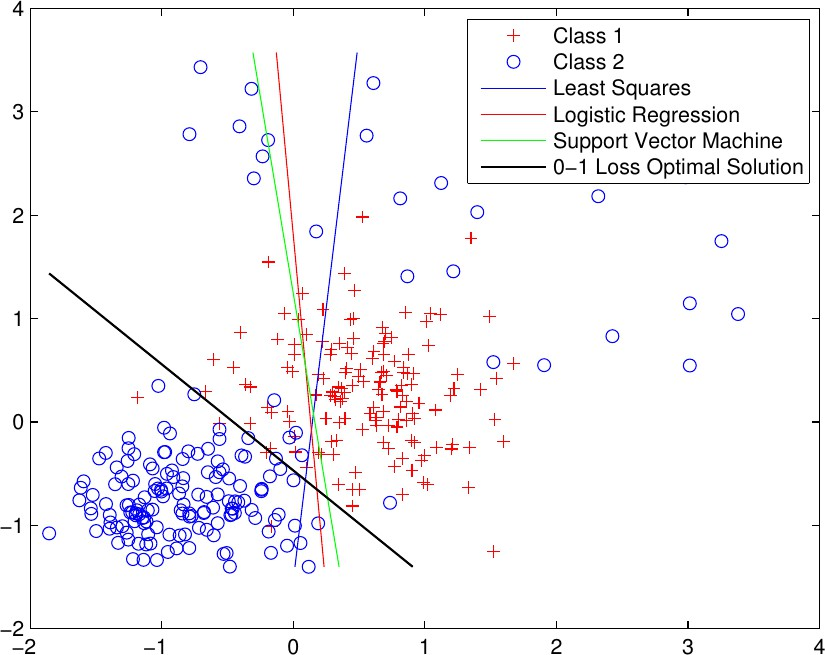 4
3
2
1
0
−1
−2
−2
−1
0
1
2
3
4
Class 1
Class 2
Least Squares
Logistic Regression
Support Vector Machine
0−1 Loss Optimal Solution